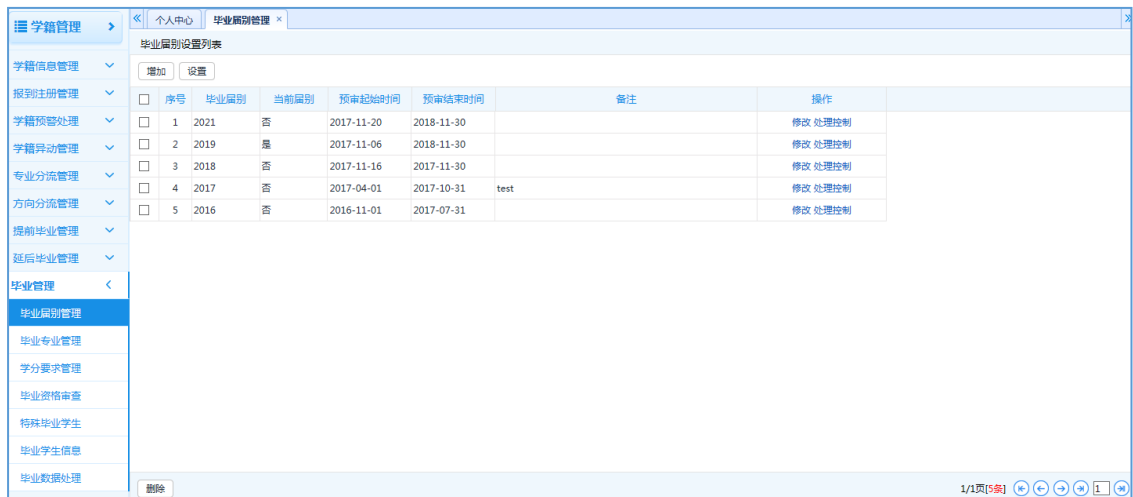 学籍管理
学籍信息管理
报到注册管理
学籍预警处理
学籍异动管理
专业分流管理
方向分流管理
提前毕业管理
延后毕业管理
毕业管理
毕业届别管理
毕业专业管理
学分要求管理
毕业资格审查
特殊毕业学生
毕业学生信息
毕业数据处理
个人中心 毕业届别管理 ×
毕业届别设置列表
增加 设置
序号 毕业届别 当前届别 预审起始时间 预审结束时间 备注 操作
1 2021 否 2017-11-20 2018-11-30 修改 处理控制
2 2019 是 2017-11-06 2018-11-30 修改 处理控制
3 2018 否 2017-11-16 2017-11-30 修改 处理控制
4 2017 否 2017-04-01 2017-10-31 test 修改 处理控制
5 2016 否 2016-11-01 2017-07-31 修改 处理控制
删除 1/1页[5条] 1